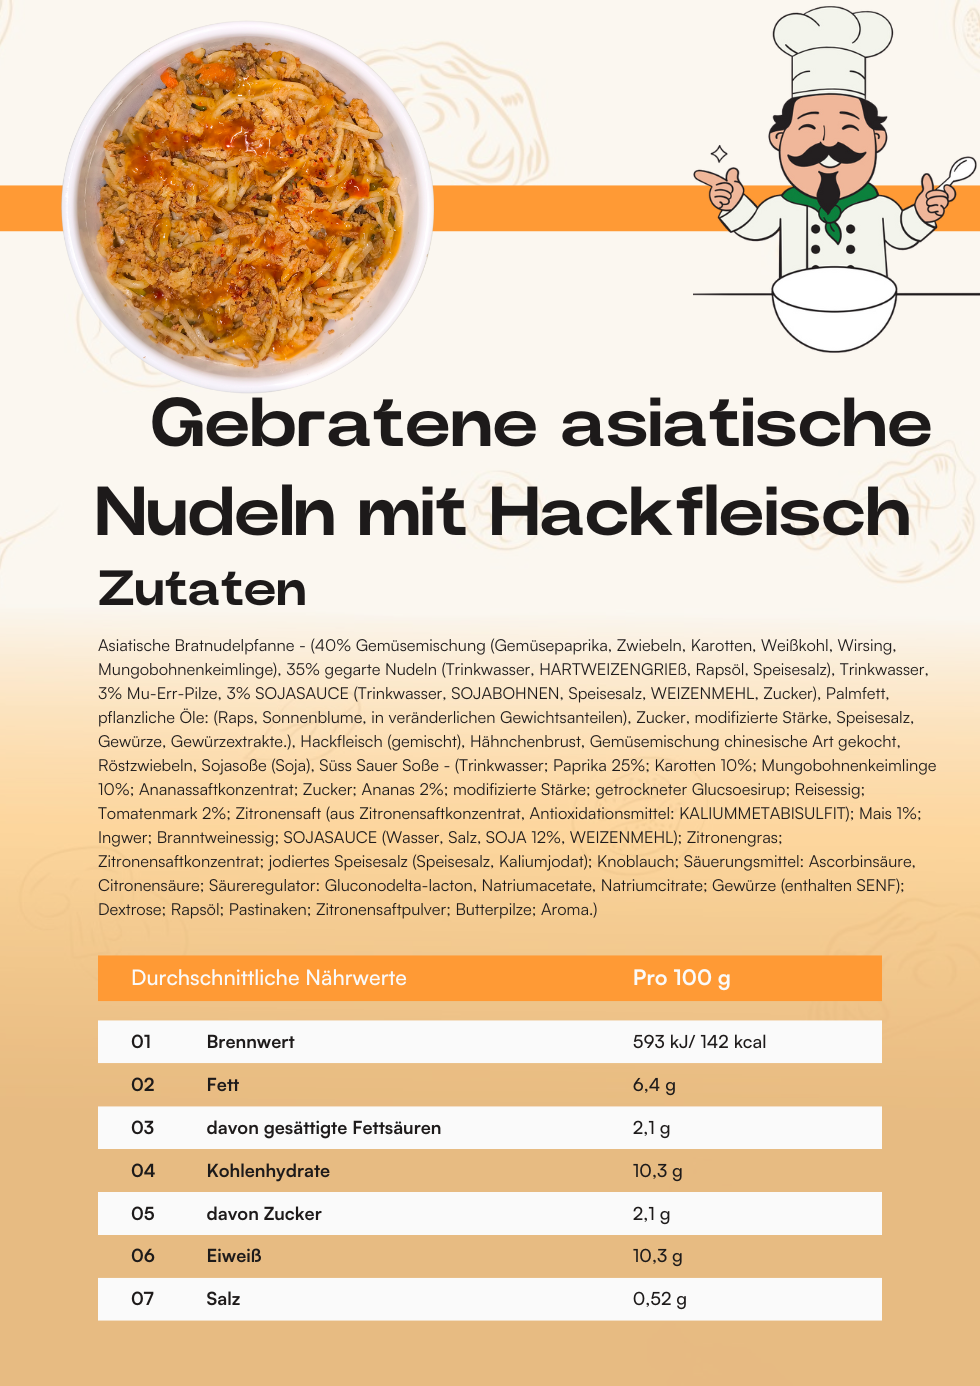 Gebratene asiatische
Nudeln mit Hackfleisch
Zutaten
Asiatische Bratnudelpfanne - (40% Gemüsemischung (Gemüsepaprika, Zwiebeln, Karotten, Weißkohl, Wirsing,
Mungobohnenkeimlinge), 35% gegarte Nudeln (Trinkwasser, HARTWEIZENGRIEß, Rapsöl, Speisesalz), Trinkwasser,
3% Mu-Err-Pilze, 3% SOJASAUCE (Trinkwasser, SOJABOHNEN, Speisesalz, WEIZENMEHL, Zucker), Palmfett,
pflanzliche Öle: (Raps, Sonnenblume, in veränderlichen Gewichtsanteilen), Zucker, modifizierte Stärke, Speisesalz,
Gewürze, Gewürzextrakte.), Hackfleisch (gemischt), Hähnchenbrust, Gemüsemischung chinesische Art gekocht,
Röstzwiebeln, Sojasoße (Soja), Süss Sauer Soße - (Trinkwasser; Paprika 25%; Karotten 10%; Mungobohnenkeimlinge
10%; Ananassaftkonzentrat; Zucker; Ananas 2%; modifizierte Stärke; getrockneter Glucsoesirup; Reisessig;
Tomatenmark 2%; Zitronensaft (aus Zitronensaftkonzentrat, Antioxidationsmittel: KALIUMMETABISULFIT); Mais 1%;
Ingwer; Branntweinessig; SOJASAUCE (Wasser, Salz, SOJA 12%, WEIZENMEHL); Zitronengras;
Zitronensaftkonzentrat; jodiertes Speisesalz (Speisesalz, Kaliumjodat); Knoblauch; Säuerungsmittel: Ascorbinsäure,
Citronensäure; Säureregulator: Gluconodelta-lacton, Natriumacetate, Natriumcitrate; Gewürze (enthalten SENF);
Dextrose; Rapsöl; Pastinaken; Zitronensaftpulver; Butterpilze; Aroma.)
Durchschnittliche Nährwerte Pro 100 g
01 Brennwert 593 kJ/ 142 kcal
02 Fett 6,4 g
03 davon gesättigte Fettsäuren 2,1 g
04 Kohlenhydrate 10,3 g
05 davon Zucker 2,1 g
06 Eiweiß 10,3 g
07 Salz 0,52 g